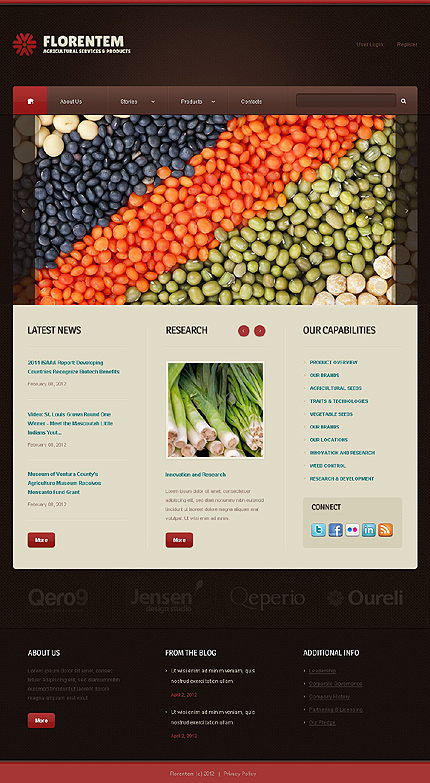 FLORENTEM
AGRICULTURAL SERVICES & PRODUCTS
User Login
Register
About Us
Stories
Products
Contacts
LATEST NEWS
2011 ISAAA Report Developing
Countries Recognize Biotech Benefits
February 08, 2012
Video: St. Louis Grows Round One
Winner - Meet the Mascoutah Little
Indians Yout...
February 08, 2012
Museum of Ventura County's
Agriculture Museum Receives
Monsanto Fund Grant
February 08, 2012
More
RESEARCH
Innovation and Research
Lorem ipsum dolor sit amet, consectetuer
adipiscing elit, sed diam nonummy nibh euismod
tincidunt ut laoreet dolore magna aliquam erat
volutpat. Ut wisi enim ad enim.
More
OUR CAPABILITIES
PRODUCT OVERVIEW
OUR BRANDS
AGRICULTURAL SEEDS
TRAITS & TECHNOLOGIES
VEGETABLE SEEDS
OUR BRANDS
OUR LOCATIONS
INNOVATION AND RESEARCH
WEED CONTROL
RESEARCH & DEVELOPMENT
CONNECT
Qero9
Jensen
design studio
Qeperio
Oureli
ABOUT US
Lorem ipsum dolor sit amet, consec
tetuer adipiscing elit, sed diam nonummy
nibh euismod tincidunt ut laoreet dolore
magna aliquam erat
More
FROM THE BLOG
Ut wisi enim ad minim veniam, quis
nostrud exerci tation ullam
April 2, 2012
Ut wisi enim ad minim veniam, quis
nostrud exerci tation ullam
April 2, 2012
ADDITIONAL INFO
Leadership
Corporate Governance
Company History
Partnering & Licensing
Our Pledge
Florentem (c) 2012 | Privacy Policy